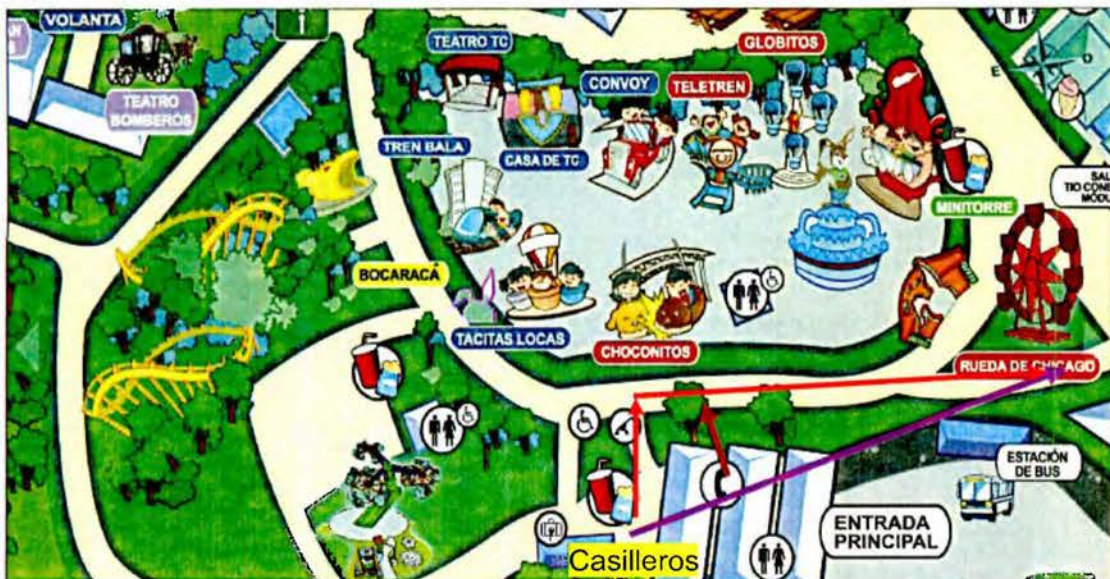 VOLANTA
TEATRO
BOMBEROS
TEATRO TC
GLOBITOS
CONVOY
TELETREN
E
O
TREN BALA
CASA DE TC
MINITORRE
BOCARACÁ
TACITAS LOCAS
CHOCONITOS
RUEDA DE CHICAGO
ESTACIÓN
DE BUS
ENTRADA
PRINCIPAL
Casilleros